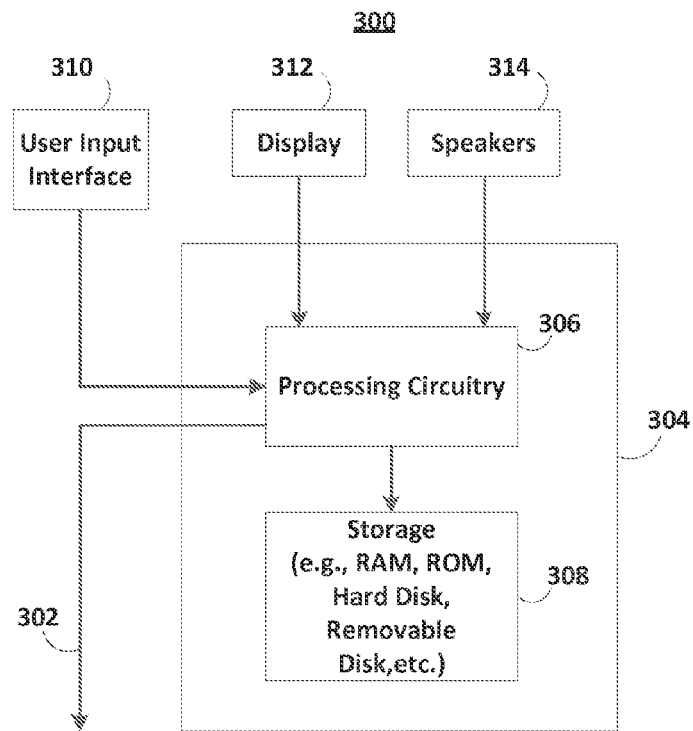 300
310
312
314
User Input
Interface
Display
Speakers
306
Processing Circuitry
304
Storage
(e.g., RAM, ROM,
Hard Disk,
Removable
Disk,etc.)
308
302